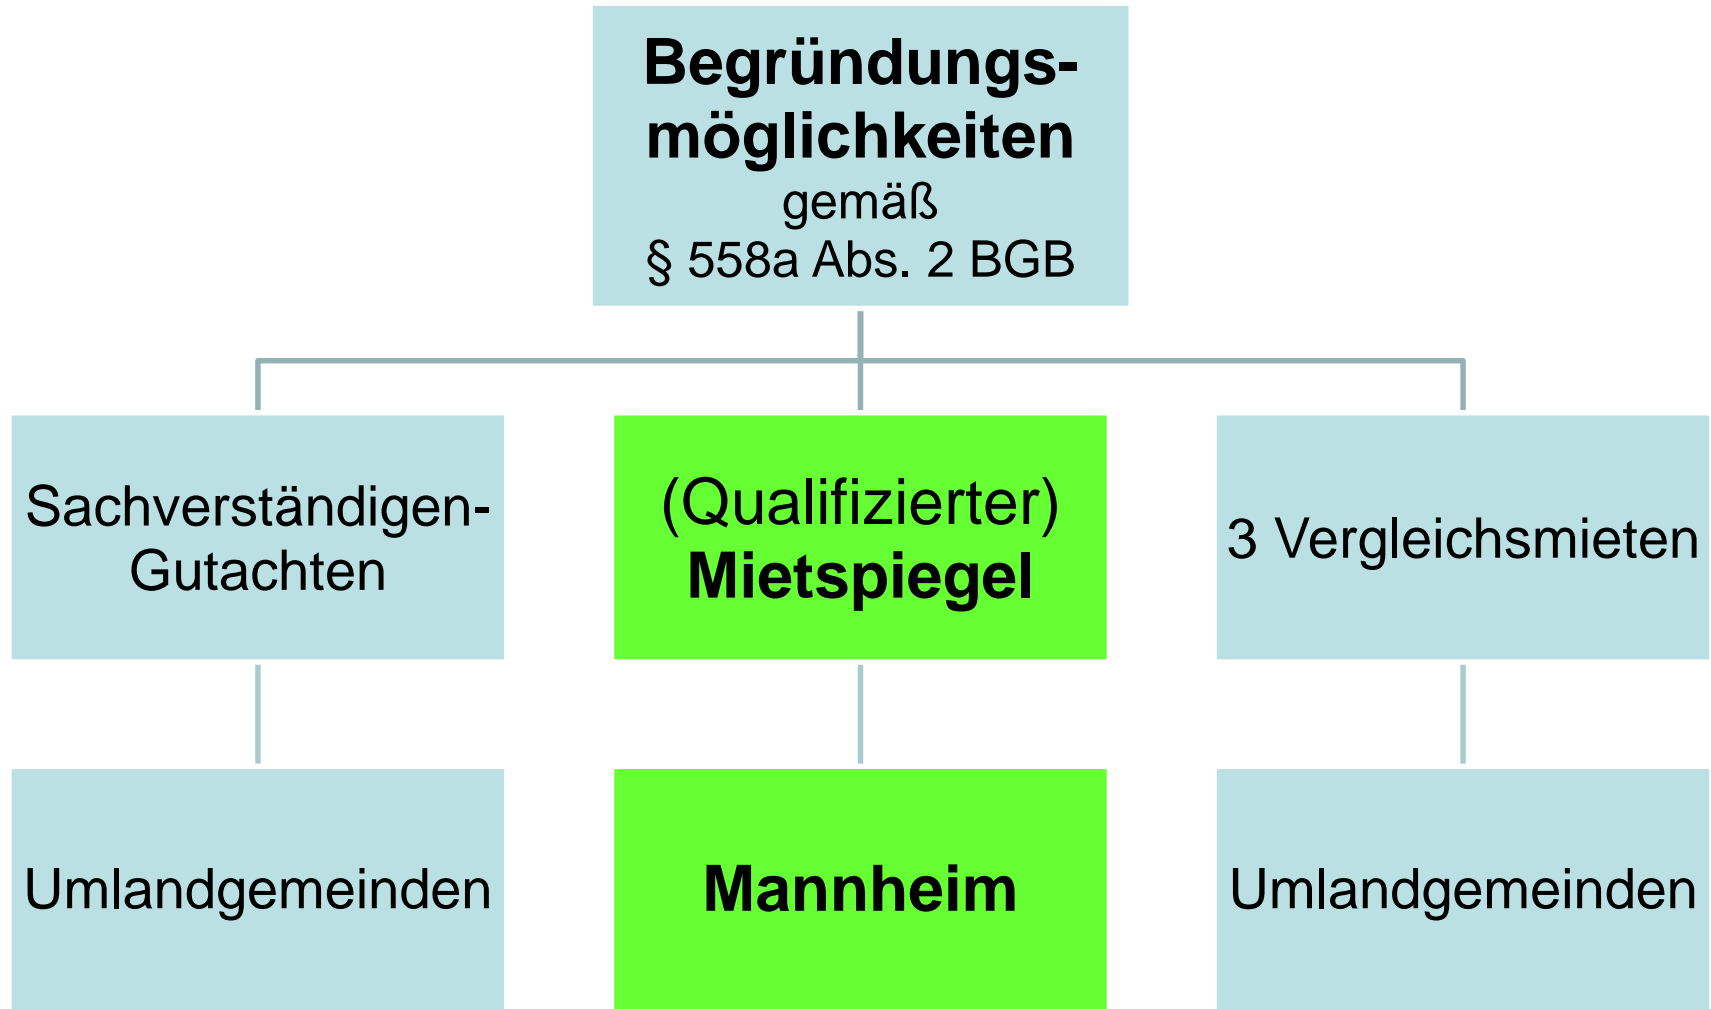 Begründungs-
möglichkeiten
gemäß
§ 558a Abs. 2 BGB
Sachverständigen-
Gutachten
(Qualifizierter)
Mietspiegel
3 Vergleichsmieten
Umlandgemeinden
Mannheim
Umlandgemeinden